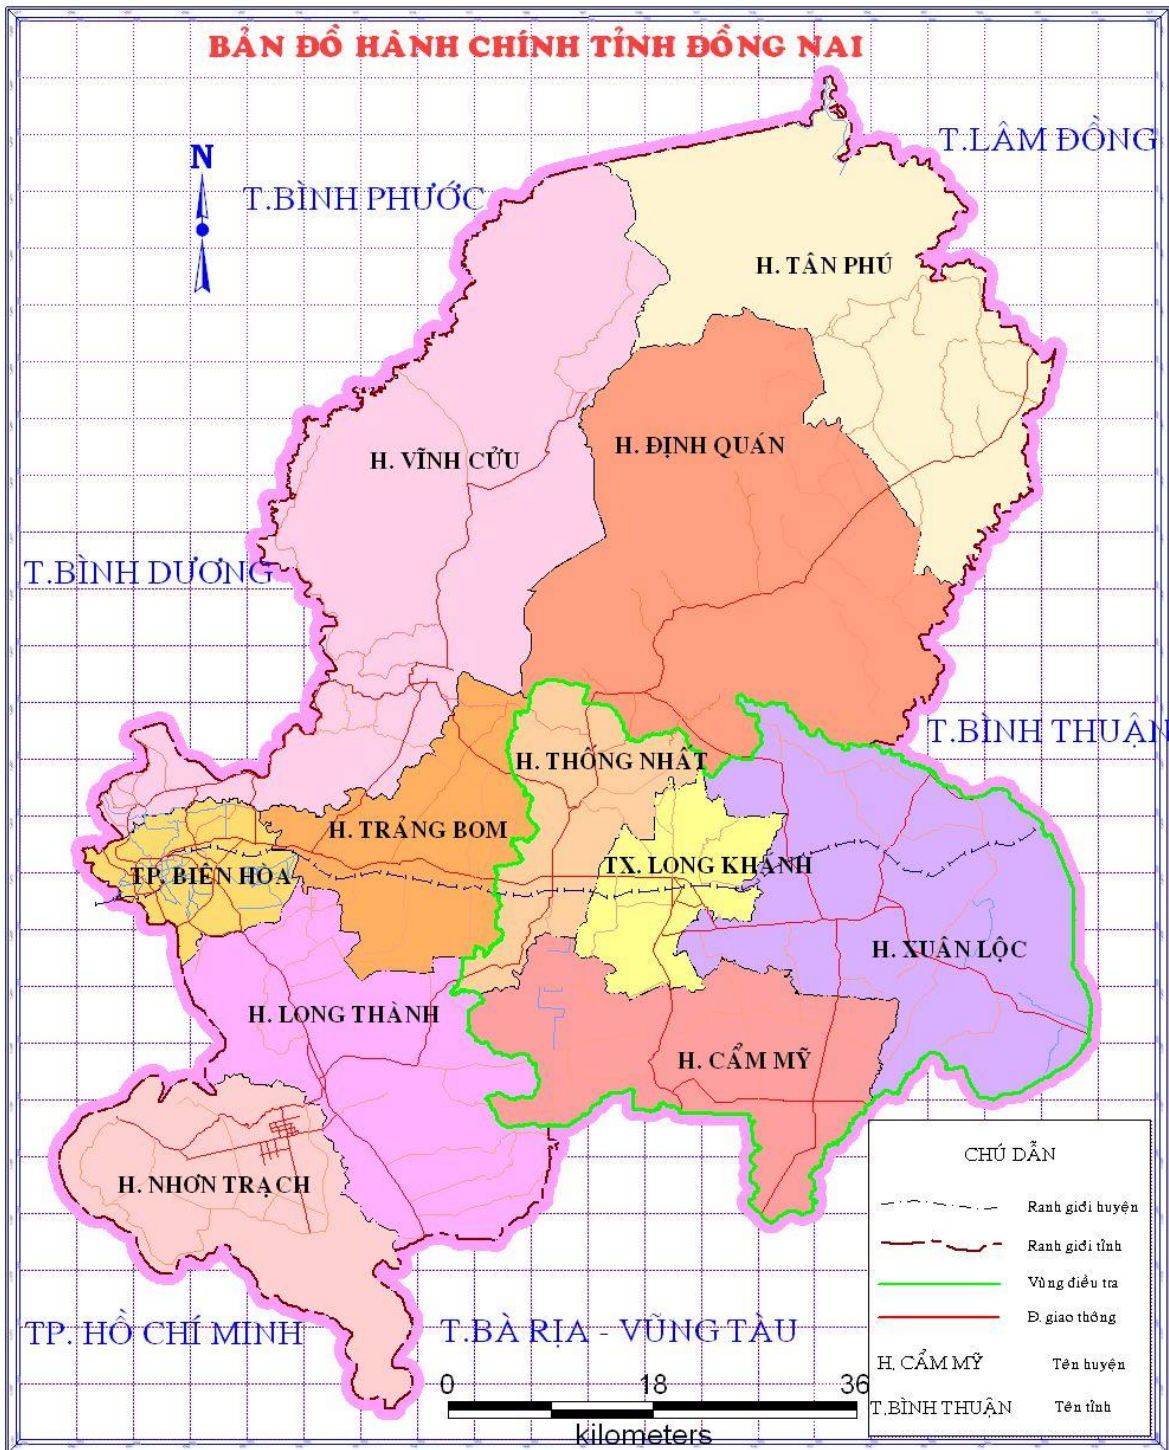 BẢN ĐỒ HÀNH CHÍNH TỈNH ĐỒNG NAI
T.LÂM ĐỒNG
N
T.BÌNH PHƯỚC
H. TÂN PHÚ
H. ĐỊNH QUÁN
H. VĨNH CỬU
T.BÌNH DƯƠNG
T.BÌNH THUẬN
H. THỐNG NHẤT
H. TRẢNG BOM
TX. LONG KHÁNH
TP. BIÊN HÒA
H. XUÂN LỘC
H. LONG THÀNH
H. CẨM MỸ
H. NHƠN TRẠCH
CHÚ DẪN
Ranh giới huyện
Ranh giới tỉnh
Vùng điều tra
Đ. giao thông
H. CẨM MỸ Tên huyện
T.BÌNH THUẬN Tên tỉnh
TP. HỒ CHÍ MINH
T.BÀ RỊA - VŨNG TÀU
0 18 36
kilometers